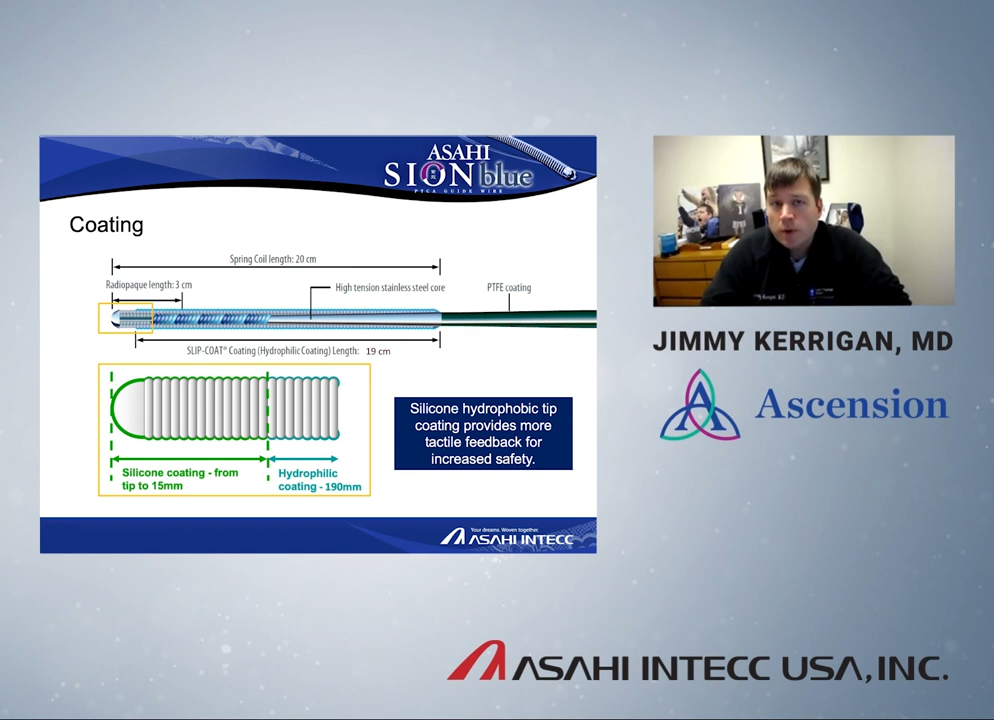 ASAHI
SION blue
PTCA GUIDE WIRE
Coating
Spring Coil length: 20 cm
Radiopaque length: 3 cm
High tension stainless steel core
PTFE coating
SLIP-COAT® Coating (Hydrophilic Coating) Length: 19 cm
Silicone coating - from
tip to 15mm
Hydrophilic
coating - 190mm
Silicone hydrophobic tip
coating provides more
tactile feedback for
increased safety.
Your dreams. Woven together.
ASAHI INTECC
JIMMY KERRIGAN, MD
Ascension
ASAHI INTECC USA, INC.